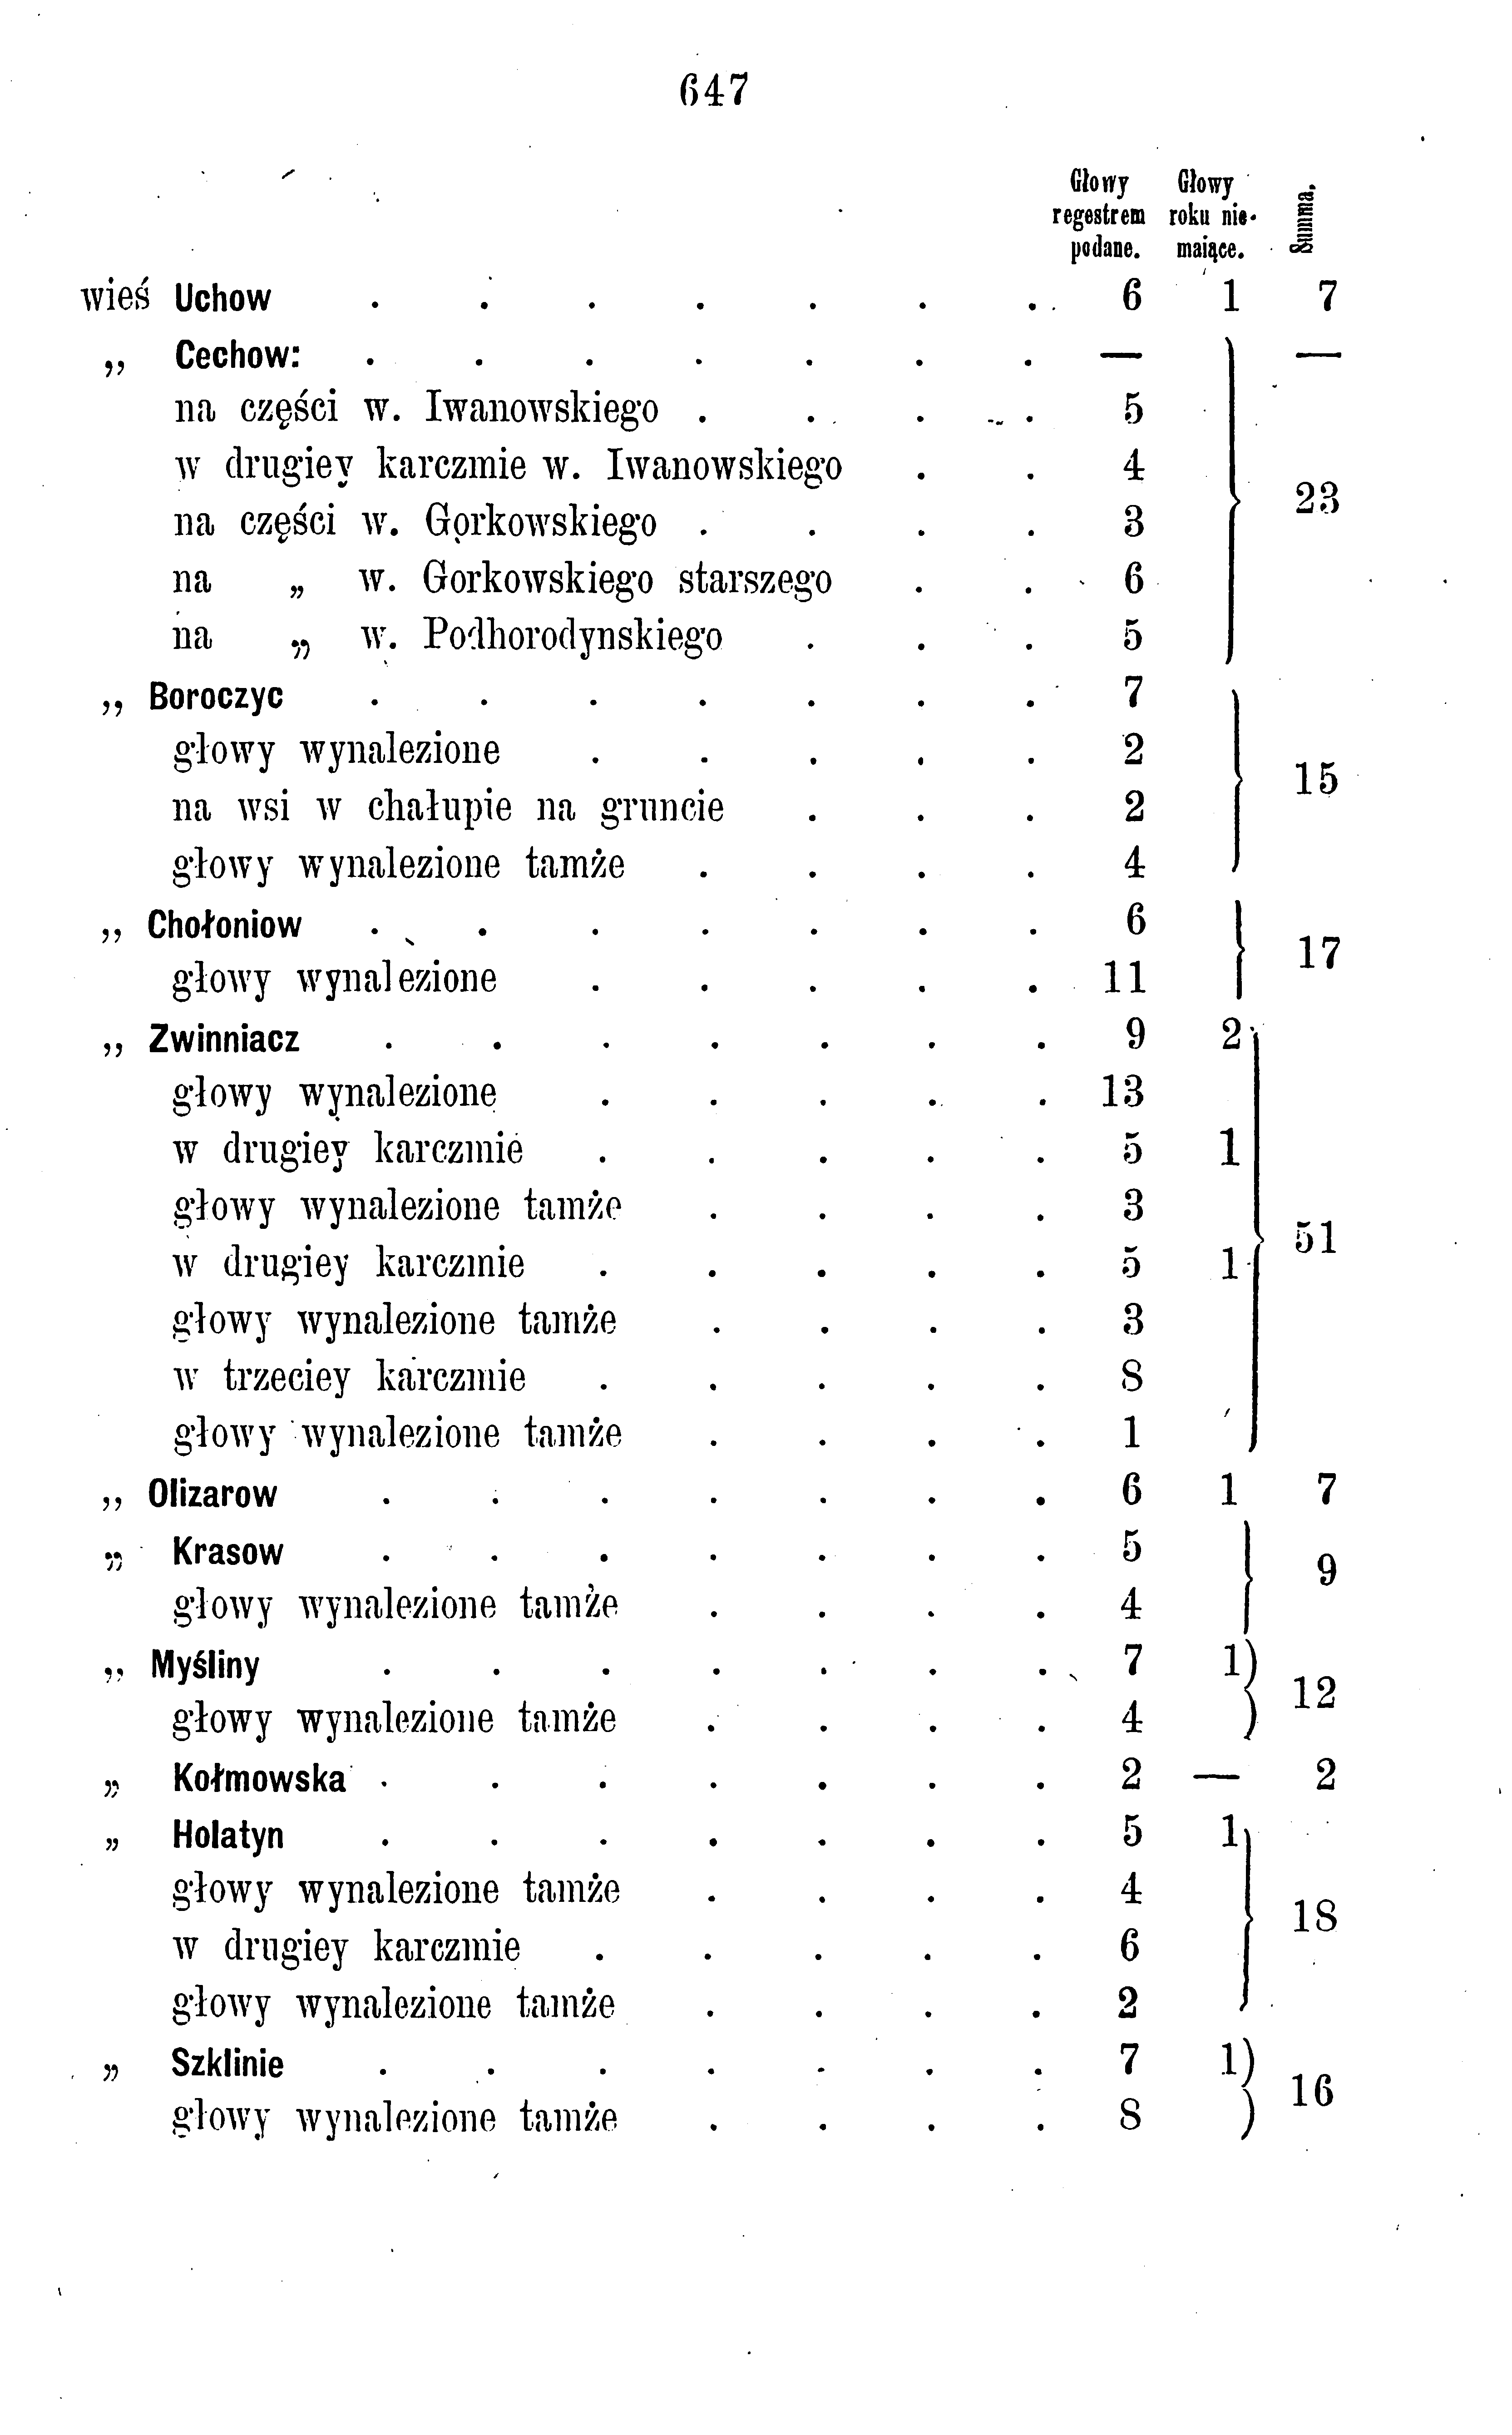 647
Głowy regestrem podane. Głowy roku niemaiące. Summa.
wieś Uchow . . . . . . . 6 1 7
„ Cechow: . . . . . . . — —
na części w. Iwanowskiego . . . . 5
w drugiey karczmie w. Iwanowskiego . . 4
na części w. Gorkowskiego . . . . 3 23
na „ w. Gorkowskiego starszego . . 6
na „ w. Podhorodynskiego . . . 5
„ Boroczyc . . . . . . . 7
głowy wynalezione . . . . . 2
15
na wsi w chałupie na gruncie . . . 2
głowy wynalezione tamże . . . . 4
„ Chołoniow . . . . . . . 6
17
głowy wynalezione . . . . . 11
„ Zwinniacz . . . . . . . 9 2
głowy wynalezione . . . . . 13
w drugiey karczmie . . . . . 5 1
głowy wynalezione tamże . . . . 3
51
w drugiey karczmie . . . . . 5 1
głowy wynalezione tamże . . . . 3
w trzeciey karczmie . . . . . 8
głowy wynalezione tamże . . . . 1
„ Olizarow . . . . . . . 6 1 7
„ Krasow . . . . . . . 5
9
głowy wynalezione tamże . . . . 4
„ Myśliny . . . . . . . 7 1
12
głowy wynalezione tamże . . . . 4
„ Kołmowska . . . . . . . 2 — 2
„ Holatyn . . . . . . . 5 1
głowy wynalezione tamże . . . . 4
18
w drugiey karczmie . . . . . 6
głowy wynalezione tamże . . . . 2
„ Szklinie . . . . . . . 7 1
16
głowy wynalezione tamże . . . . 8